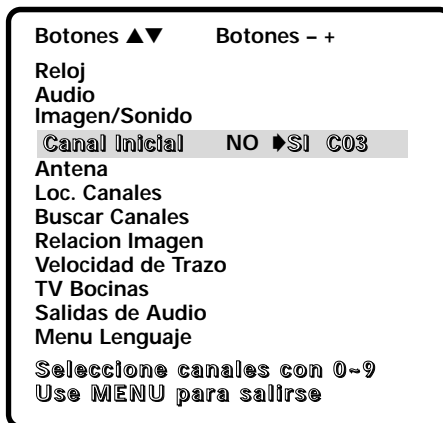 Botones ▲▼ Botones – +
Reloj
Audio
Imagen/Sonido
Canal Inicial NO ➧SI C03
Antena
Loc. Canales
Buscar Canales
Relacion Imagen
Velocidad de Trazo
TV Bocinas
Salidas de Audio
Menu Lenguaje
Seleccione canales con 0~9
Use MENU para salirse